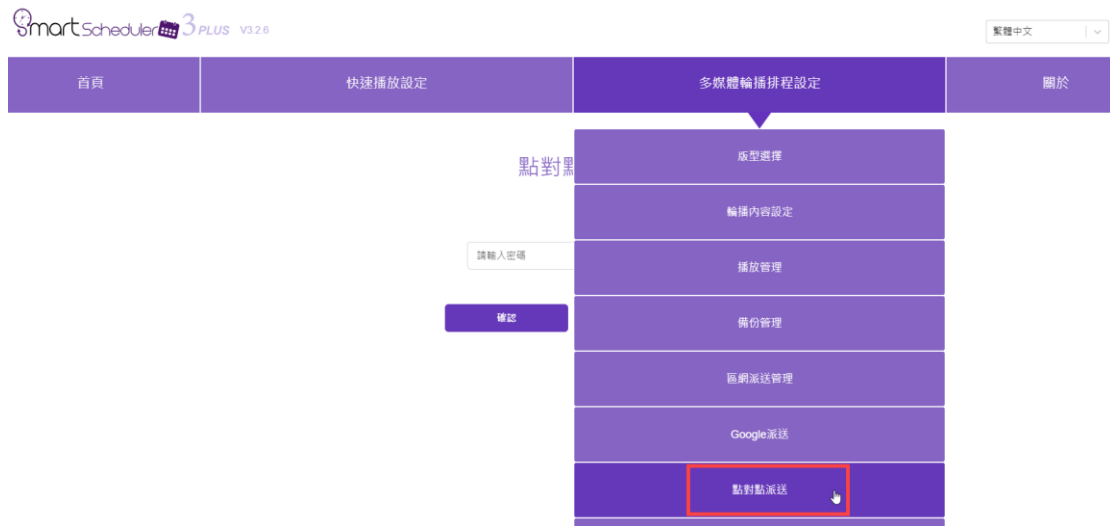 Smart Scheduler 3 PLUS V3.2.6
繁體中文
首頁
快速播放設定
多媒體輪播排程設定
關於
點對
請輸入密碼
確認
版型選擇
輪播內容設定
播放管理
備份管理
區網派送管理
Google派送
點對點派送